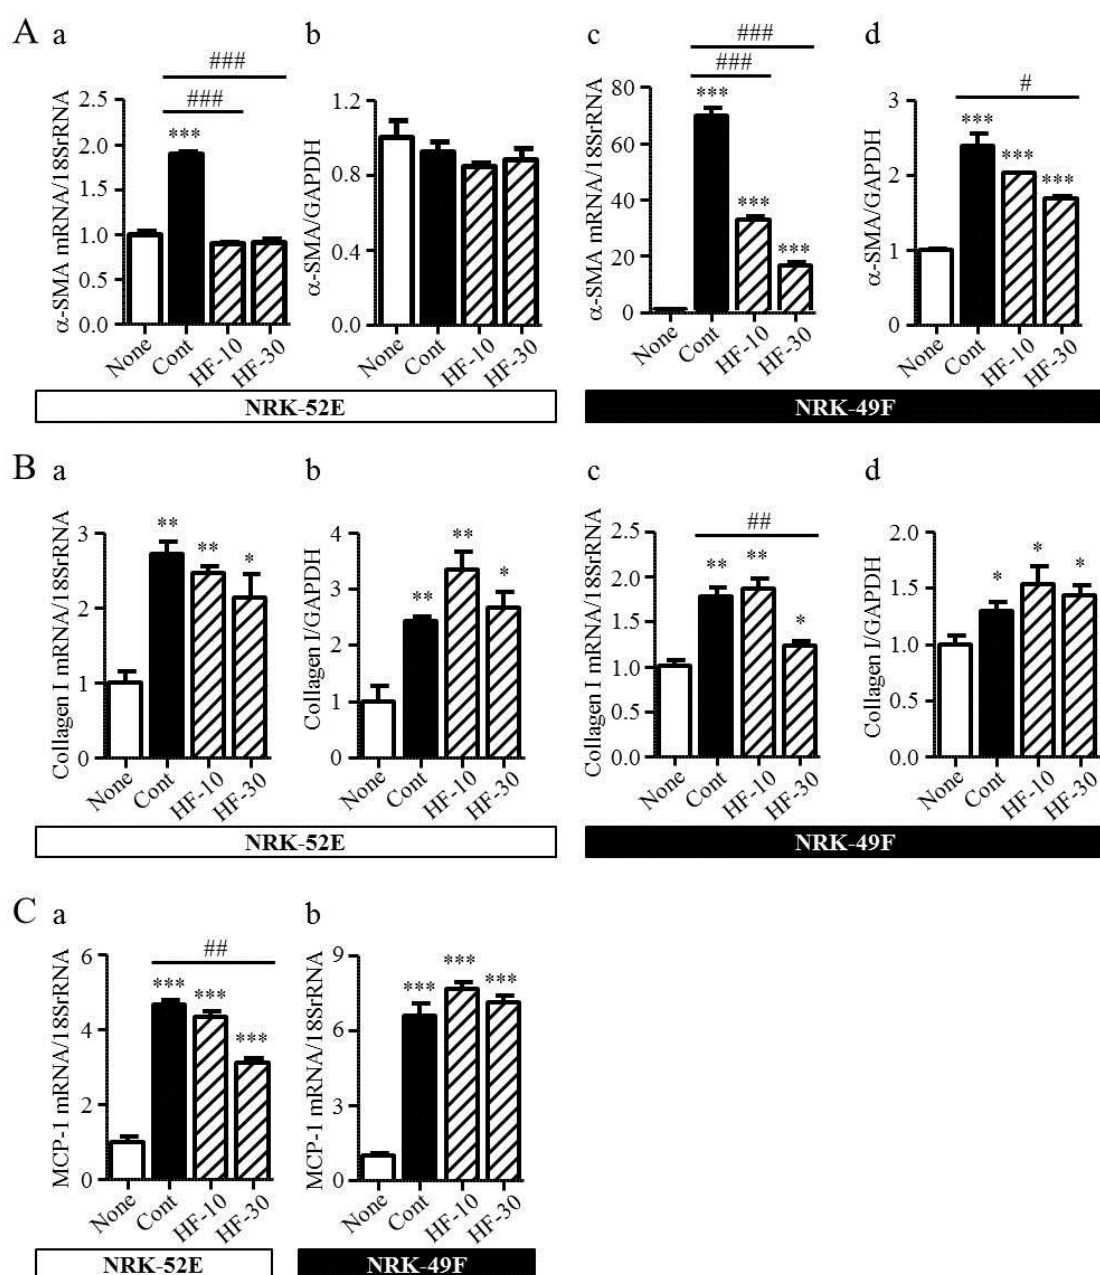 A a b c d
###
###
***
α-SMA mRNA/18SrRNA
2.5
2.0
1.5
1.0
0.5
0.0
None Cont HF-10 HF-30
α-SMA/GAPDH
1.2
0.8
0.4
0.0
None Cont HF-10 HF-30
NRK-52E
###
###
***
***
***
α-SMA mRNA/18SrRNA
80
60
40
20
0
None Cont HF-10 HF-30
#
***
***
***
α-SMA/GAPDH
3
2
1
0
None Cont HF-10 HF-30
NRK-49F
B a b c d
** ** *
Collagen I mRNA/18SrRNA
3
2
1
0
None Cont HF-10 HF-30
** ** *
Collagen I/GAPDH
4
3
2
1
0
None Cont HF-10 HF-30
NRK-52E
##
** ** *
Collagen I mRNA/18SrRNA
2.5
2.0
1.5
1.0
0.5
0.0
None Cont HF-10 HF-30
* * *
Collagen I/GAPDH
2.0
1.5
1.0
0.5
0.0
None Cont HF-10 HF-30
NRK-49F
C a b
##
*** *** ***
MCP-1 mRNA/18SrRNA
6
4
2
0
None Cont HF-10 HF-30
NRK-52E
*** *** ***
MCP-1 mRNA/18SrRNA
9
6
3
0
None Cont HF-10 HF-30
NRK-49F